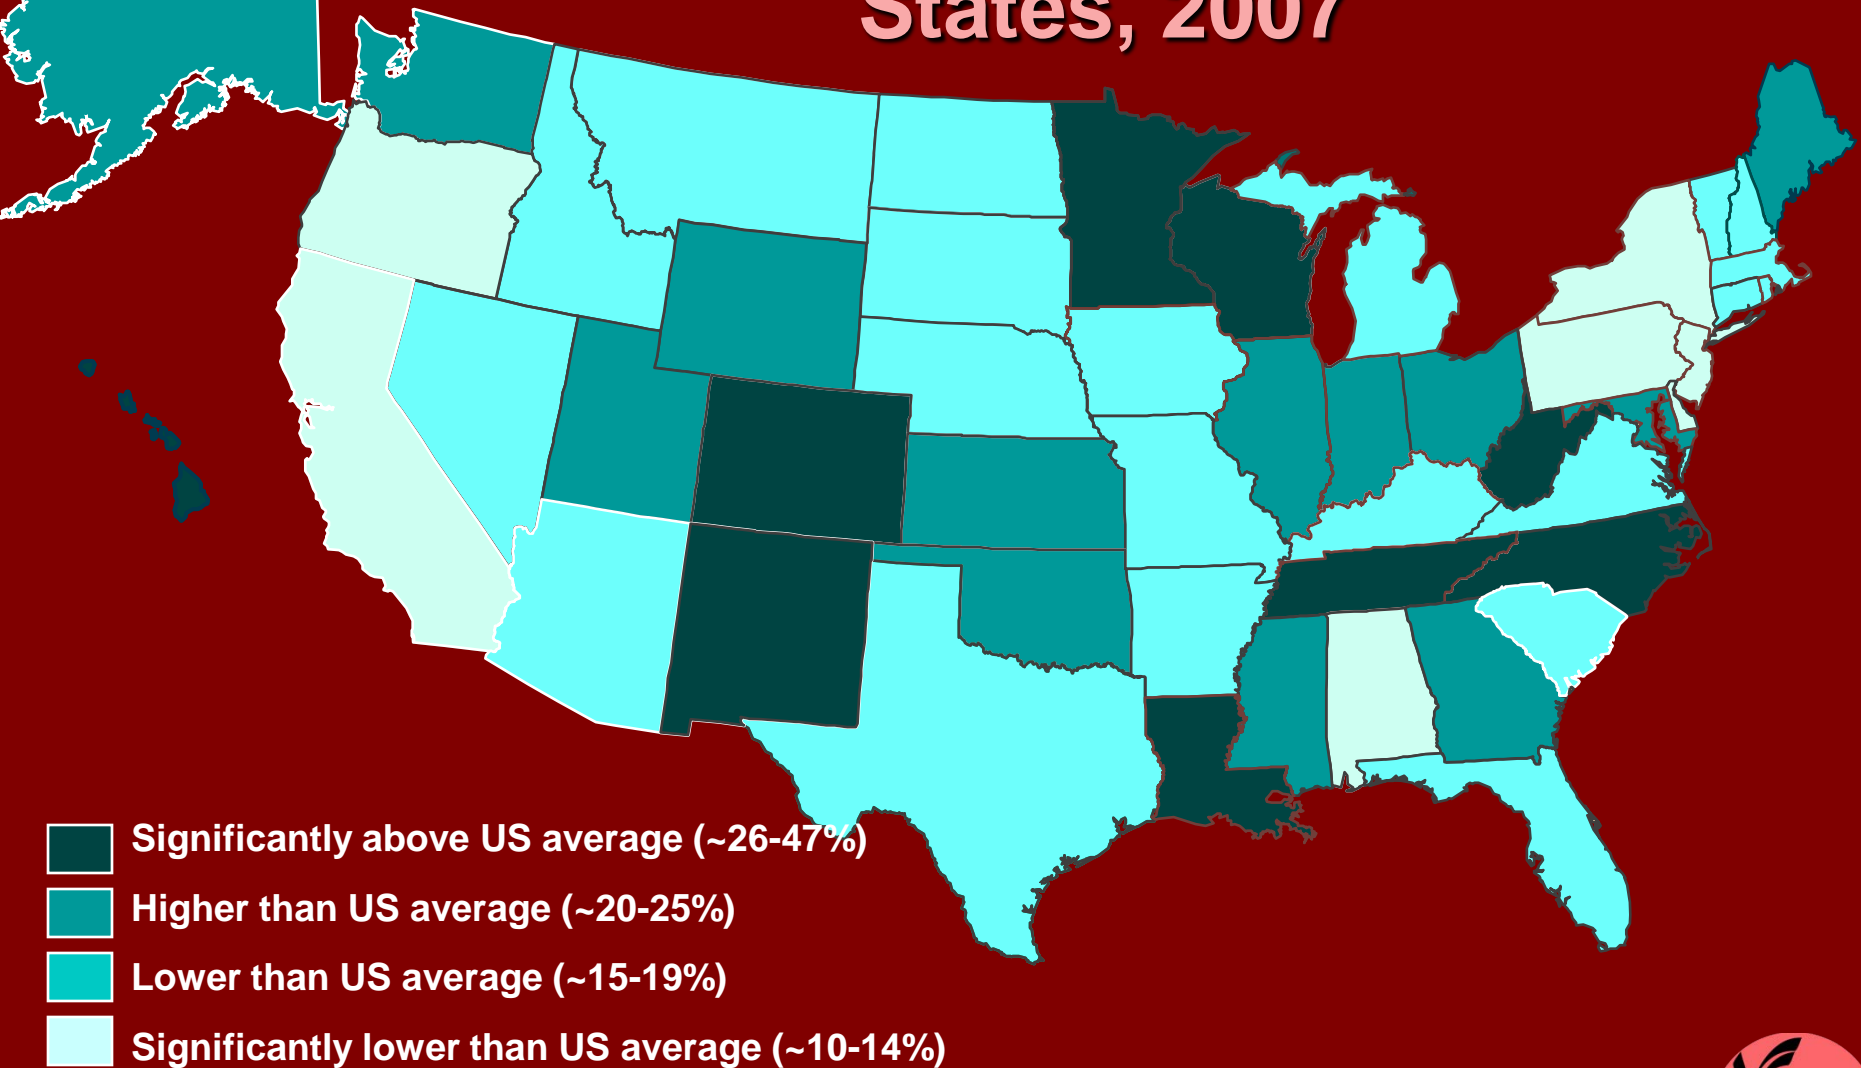 States, 2007
Significantly above US average (~26-47%)
Higher than US average (~20-25%)
Lower than US average (~15-19%)
Significantly lower than US average (~10-14%)